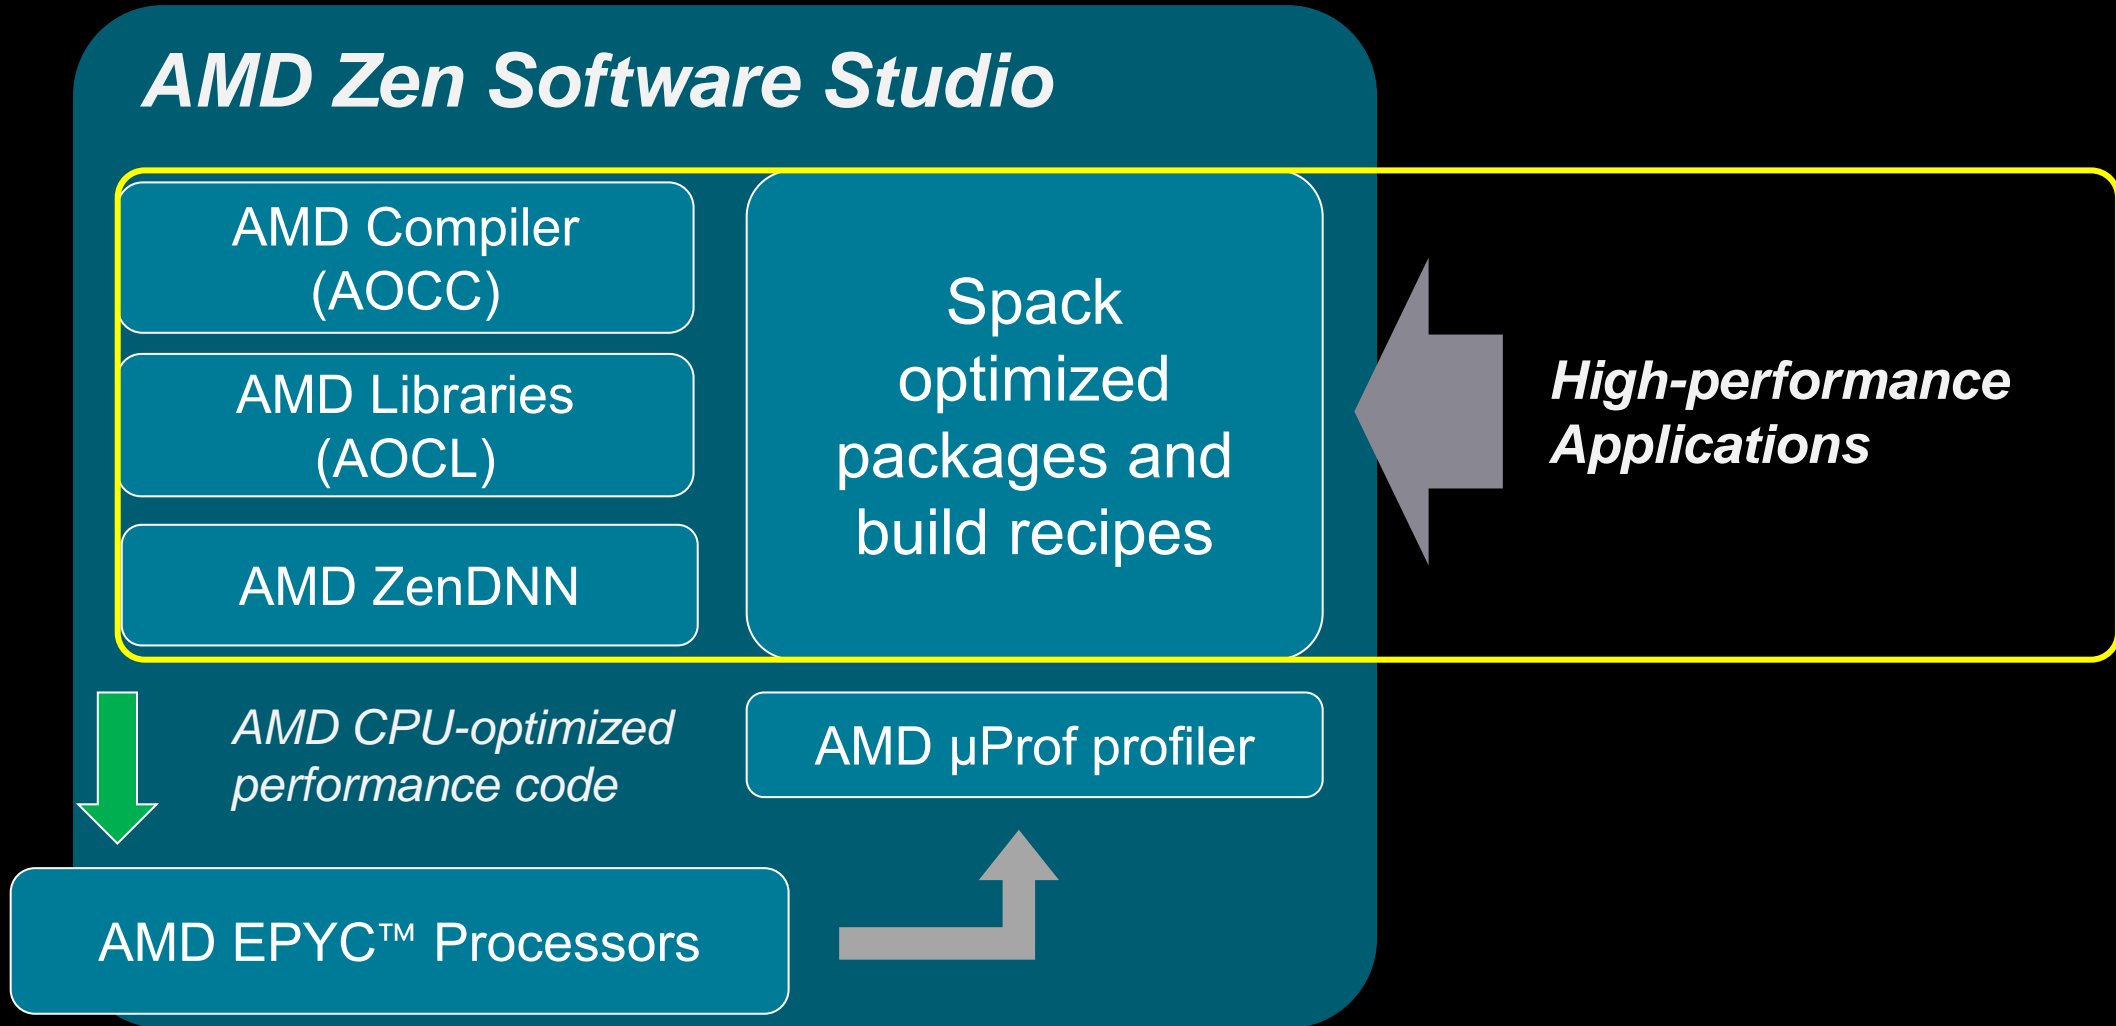 AMD Zen Software Studio
AMD Compiler
(AOCC)
AMD Libraries
(AOCL)
AMD ZenDNN
Spack
optimized
packages and
build recipes
High-performance
Applications
AMD CPU-optimized
performance code
AMD µProf profiler
AMD EPYC™ Processors